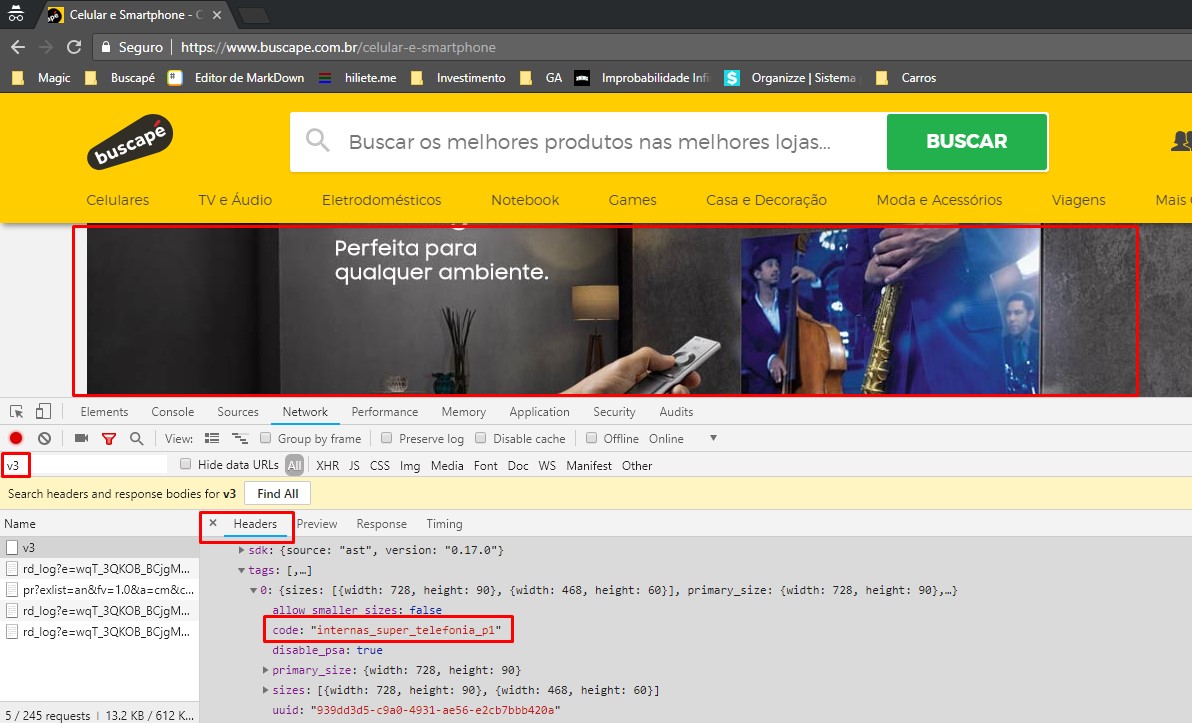 Celular e Smartphone - C
Seguro https://www.buscape.com.br/celular-e-smartphone
Magic Buscapé Editor de MarkDown hiliete.me Investimento GA Improbabilidade Infi Organizze | Sistema Carros
buscapé Buscar os melhores produtos nas melhores lojas... BUSCAR
Celulares TV e Áudio Eletrodomésticos Notebook Games Casa e Decoração Moda e Acessórios Viagens Mais
Perfeita para
qualquer ambiente.
Elements Console Sources Network Performance Memory Application Security Audits
View: Group by frame Preserve log Disable cache Offline Online
v3 Hide data URLs All XHR JS CSS Img Media Font Doc WS Manifest Other
Search headers and response bodies for v3 Find All
Name × Headers Preview Response Timing
v3
rd_log?e=wqT_3QKOB_BCjgM...
pr?exlist=an&fv=1.0&a=cm&c...
rd_log?e=wqT_3QKOB_BCjgM...
rd_log?e=wqT_3QKOB_BCjgM...
sdk: {source: "ast", version: "0.17.0"}
tags: [,…]
0: {sizes: [{width: 728, height: 90}, {width: 468, height: 60}], primary_size: {width: 728, height: 90},…}
allow_smaller_sizes: false
code: "internas_super_telefonia_p1"
disable_psa: true
primary_size: {width: 728, height: 90}
sizes: [{width: 728, height: 90}, {width: 468, height: 60}]
uuid: "939dd3d5-c9a0-4931-ae56-e2cb7bbb420a"
5 / 245 requests | 13.2 KB / 612 K...